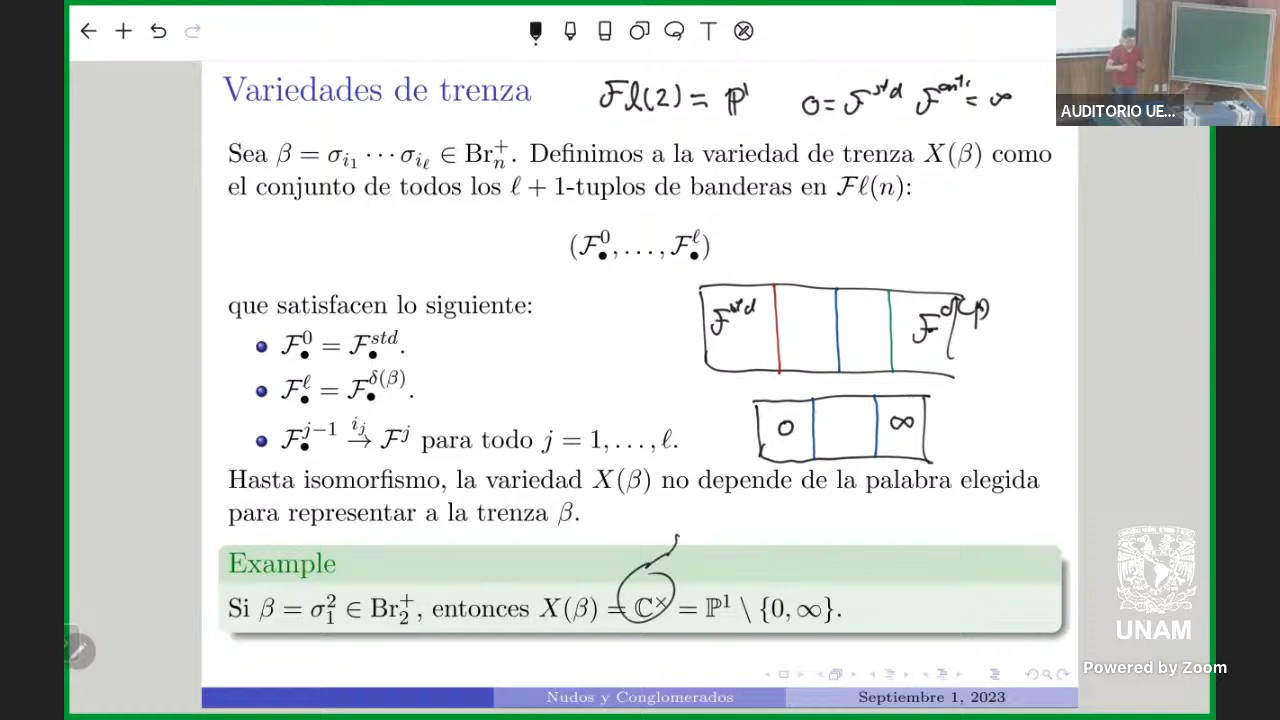 AUDITORIO UE...
Variedades de trenza
Fℓ(2) = ℙ¹ 0 = F^std F^anti = ∞
Sea β = σ_{i₁} ⋯ σ_{i_ℓ} ∈ Br_n^+. Definimos a la variedad de trenza X(β) como
el conjunto de todos los ℓ + 1-tuplos de banderas en Fℓ(n):
(F_•^0, …, F_•^ℓ)
que satisfacen lo siguiente:
F_•^0 = F_•^{std}.
F_•^ℓ = F_•^{δ(β)}.
F_•^{j−1} →^{i_j} F^j para todo j = 1, …, ℓ.
F^std F^δ(β)
0 ∞
Hasta isomorfismo, la variedad X(β) no depende de la palabra elegida
para representar a la trenza β.
Example
Si β = σ_1^2 ∈ Br_2^+, entonces X(β) = ℂ^× = ℙ^1 \ {0, ∞}.
UNAM
Powered by Zoom
Nudos y Conglomerados Septiembre 1, 2023